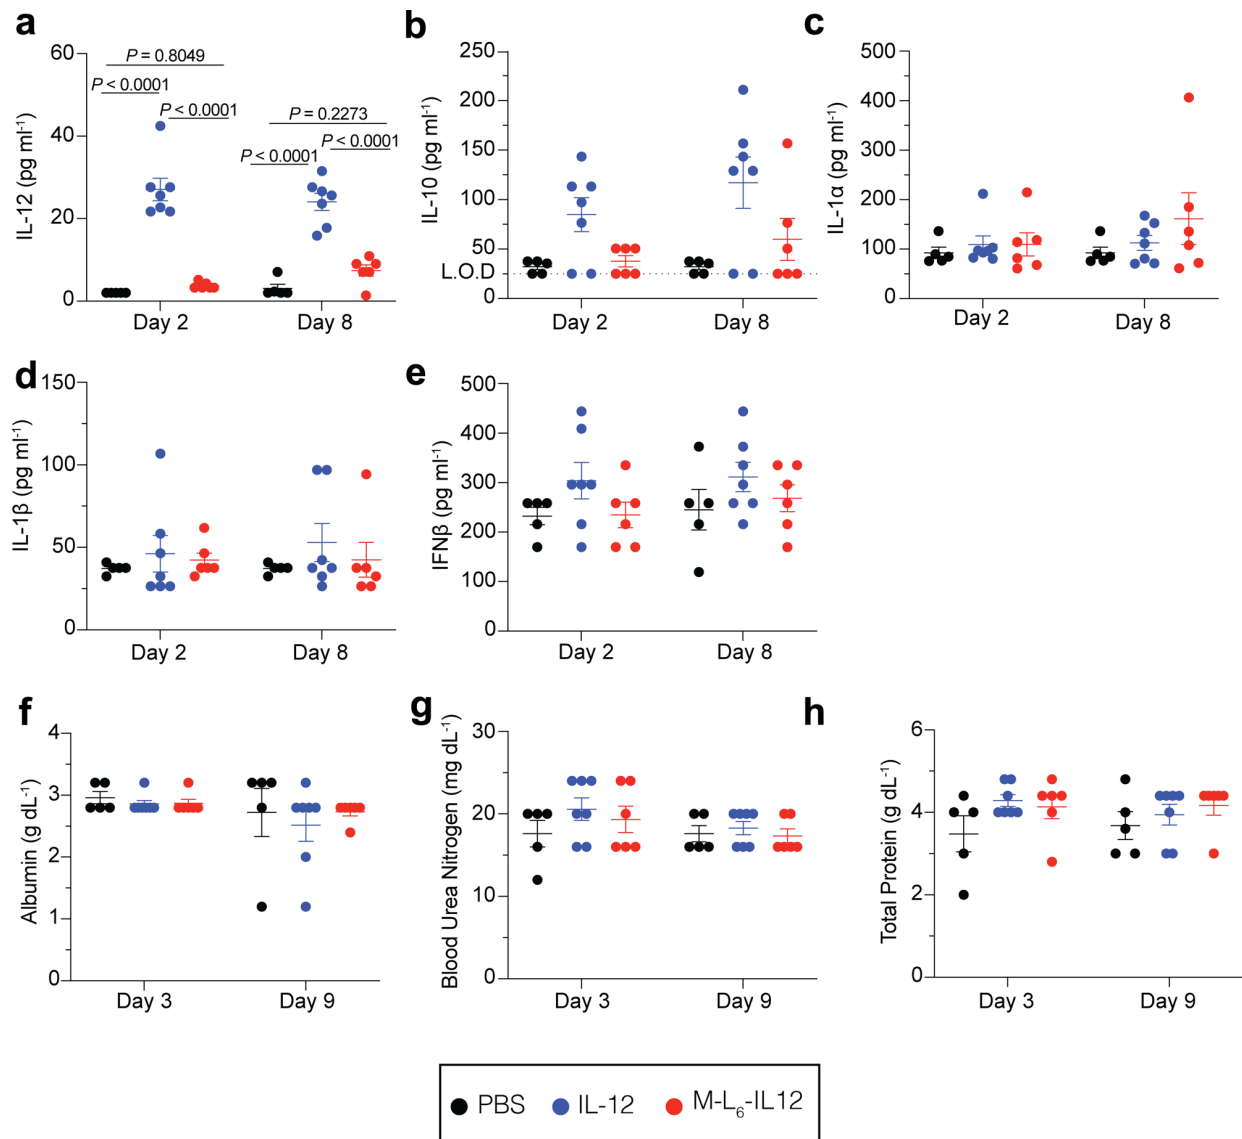 a
IL-12 (pg ml⁻¹)
60
40
20
0
P = 0.8049
P < 0.0001
P < 0.0001
P = 0.2273
P < 0.0001
P < 0.0001
Day 2
Day 8
b
IL-10 (pg ml⁻¹)
250
200
150
100
50
L.O.D
0
Day 2
Day 8
c
IL-1α (pg ml⁻¹)
500
400
300
200
100
0
Day 2
Day 8
d
IL-1β (pg ml⁻¹)
150
100
50
0
Day 2
Day 8
e
IFNβ (pg ml⁻¹)
500
400
300
200
100
0
Day 2
Day 8
f
Albumin (g dL⁻¹)
4
3
2
1
0
Day 3
Day 9
g
Blood Urea Nitrogen (mg dL⁻¹)
30
20
10
0
Day 3
Day 9
h
Total Protein (g dL⁻¹)
6
4
2
0
Day 3
Day 9
PBS
IL-12
M-L₆-IL12